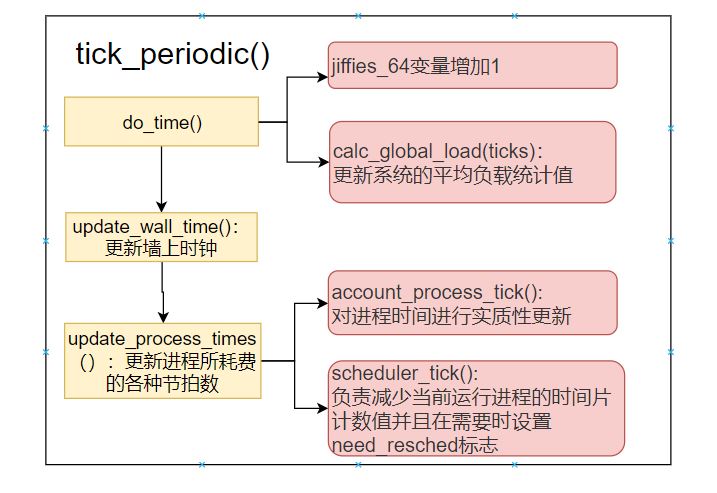 tick_periodic()
jiffies_64变量增加1
do_time()
calc_global_load(ticks)：
更新系统的平均负载统计值
update_wall_time()：
更新墙上时钟
account_process_tick():
对进程时间进行实质性更新
update_process_times
（）：更新进程所耗费
的各种节拍数
scheduler_tick():
负责减少当前运行进程的时间片
计数值并且在需要时设置
need_resched标志